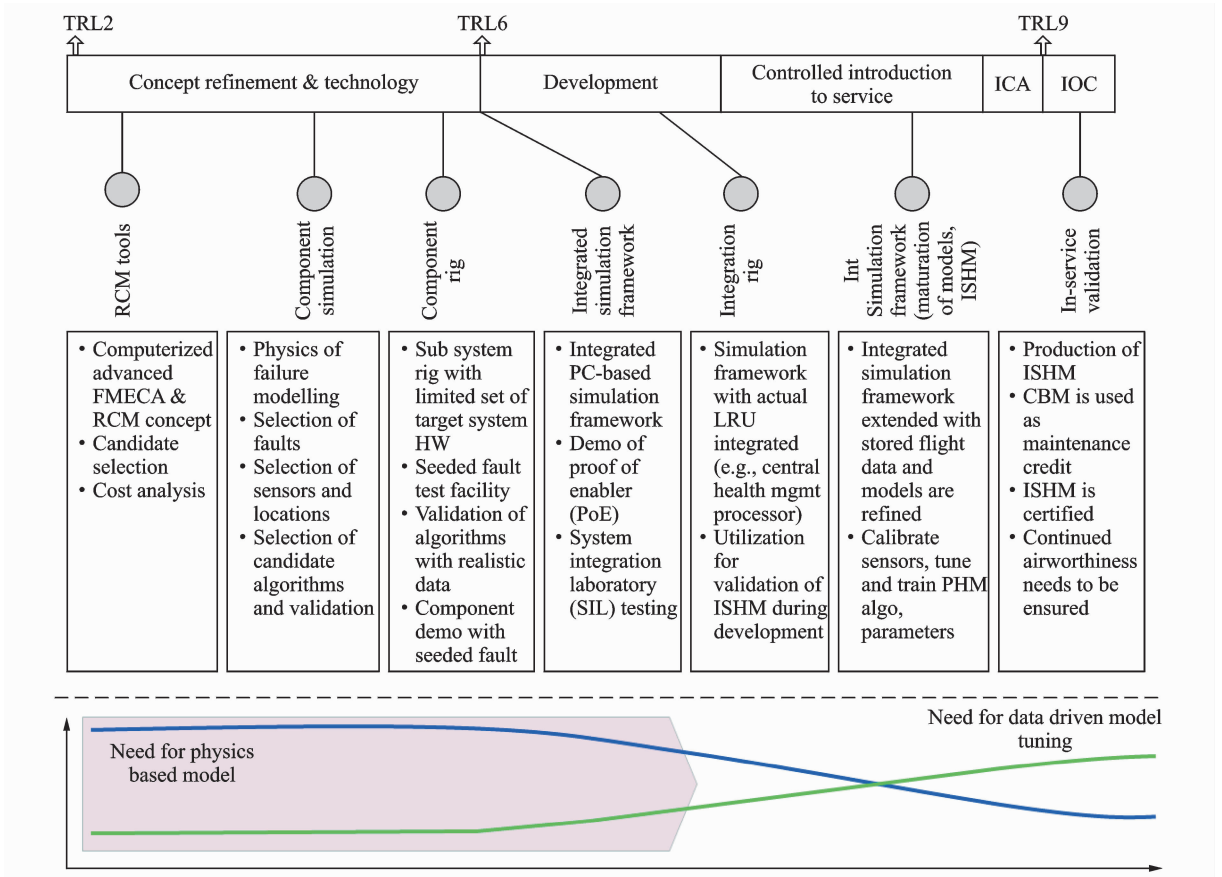 TRL2
TRL6
TRL9
Concept refinement & technology
Development
Controlled introduction
to service
ICA
IOC
RCM tools
Component
simulation
Component
rig
Integrated
simulation
framework
Integration
rig
Int
Simulation
framework
(maturation
of models,
ISHM)
In-service
validation
• Computerized
advanced
FMECA &
RCM concept
• Candidate
selection
• Cost analysis
• Physics of
failure
modelling
• Selection of
faults
• Selection of
sensors and
locations
• Selection of
candidate
algorithms
and validation
• Sub system
rig with
limited set of
target system
HW
• Seeded fault
test facility
• Validation of
algorithms
with realistic
data
• Component
demo with
seeded fault
• Integrated
PC-based
simulation
framework
• Demo of
proof of
enabler
(PoE)
• System
integration
laboratory
(SIL) testing
• Simulation
framework
with actual
LRU
integrated
(e.g., central
health mgmt
processor)
• Utilization
for
validation of
ISHM during
development
• Integrated
simulation
framework
extended with
stored flight
data and
models are
refined
• Calibrate
sensors, tune
and train PHM
algo,
parameters
• Production of
ISHM
• CBM is used
as
maintenance
credit
• ISHM is
certified
• Continued
airworthiness
needs to be
ensured
Need for physics
based model
Need for data driven model
tuning